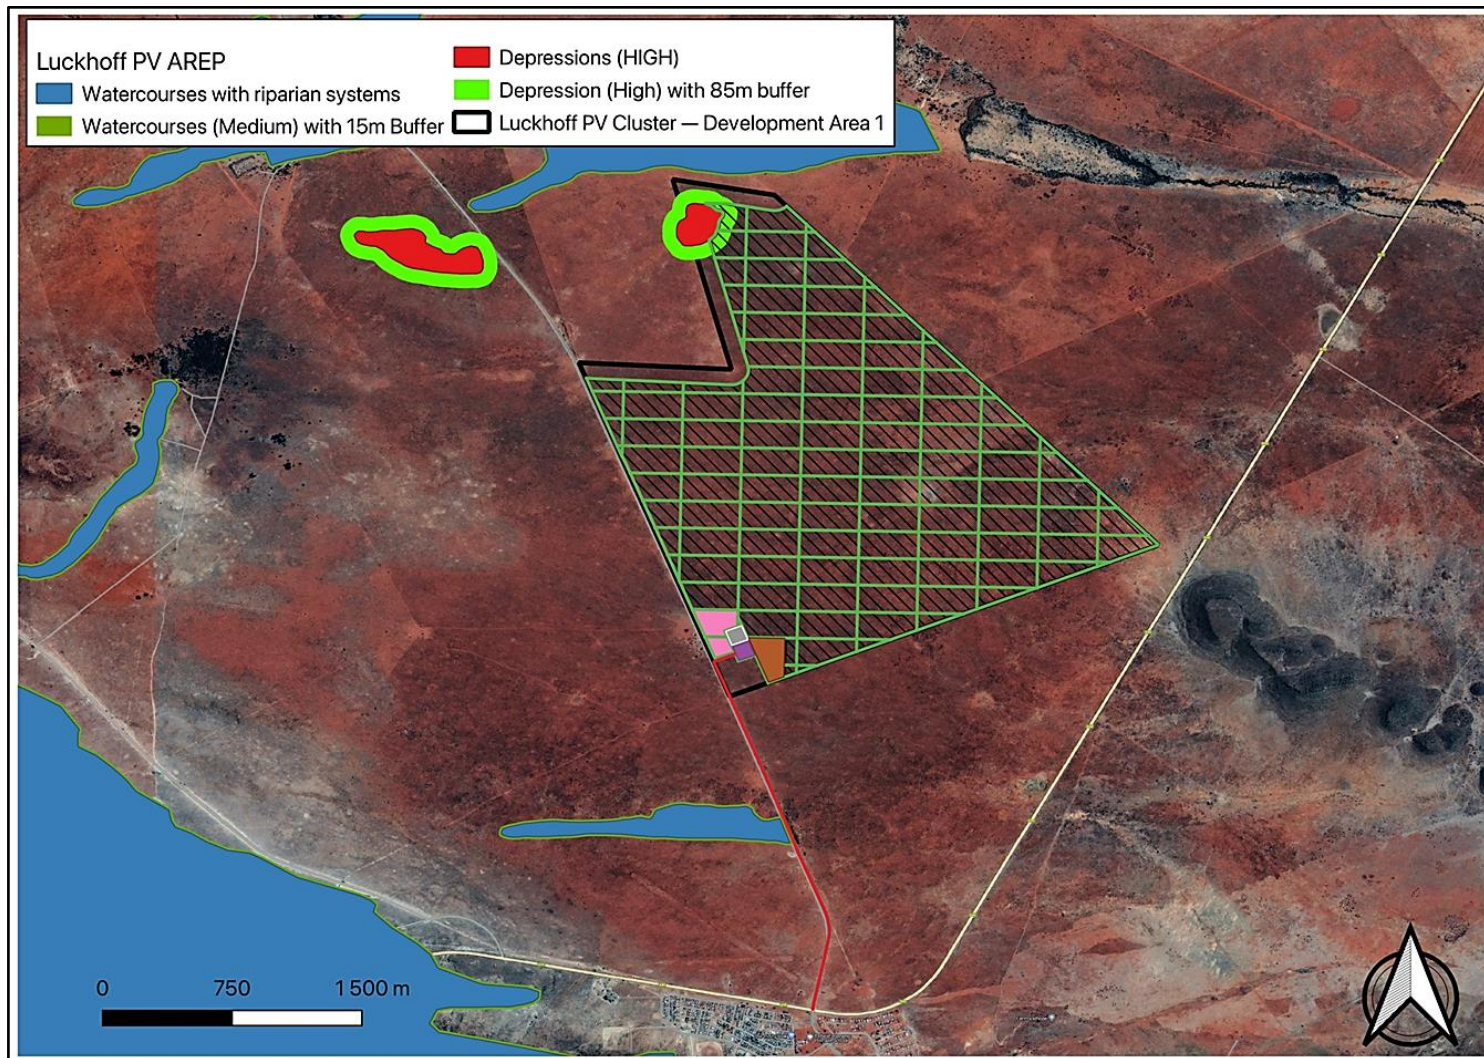 Luckhoff PV AREP
Watercourses with riparian systems
Watercourses (Medium) with 15m Buffer
Depressions (HIGH)
Depression (High) with 85m buffer
Luckhoff PV Cluster — Development Area 1
0 750 1 500 m